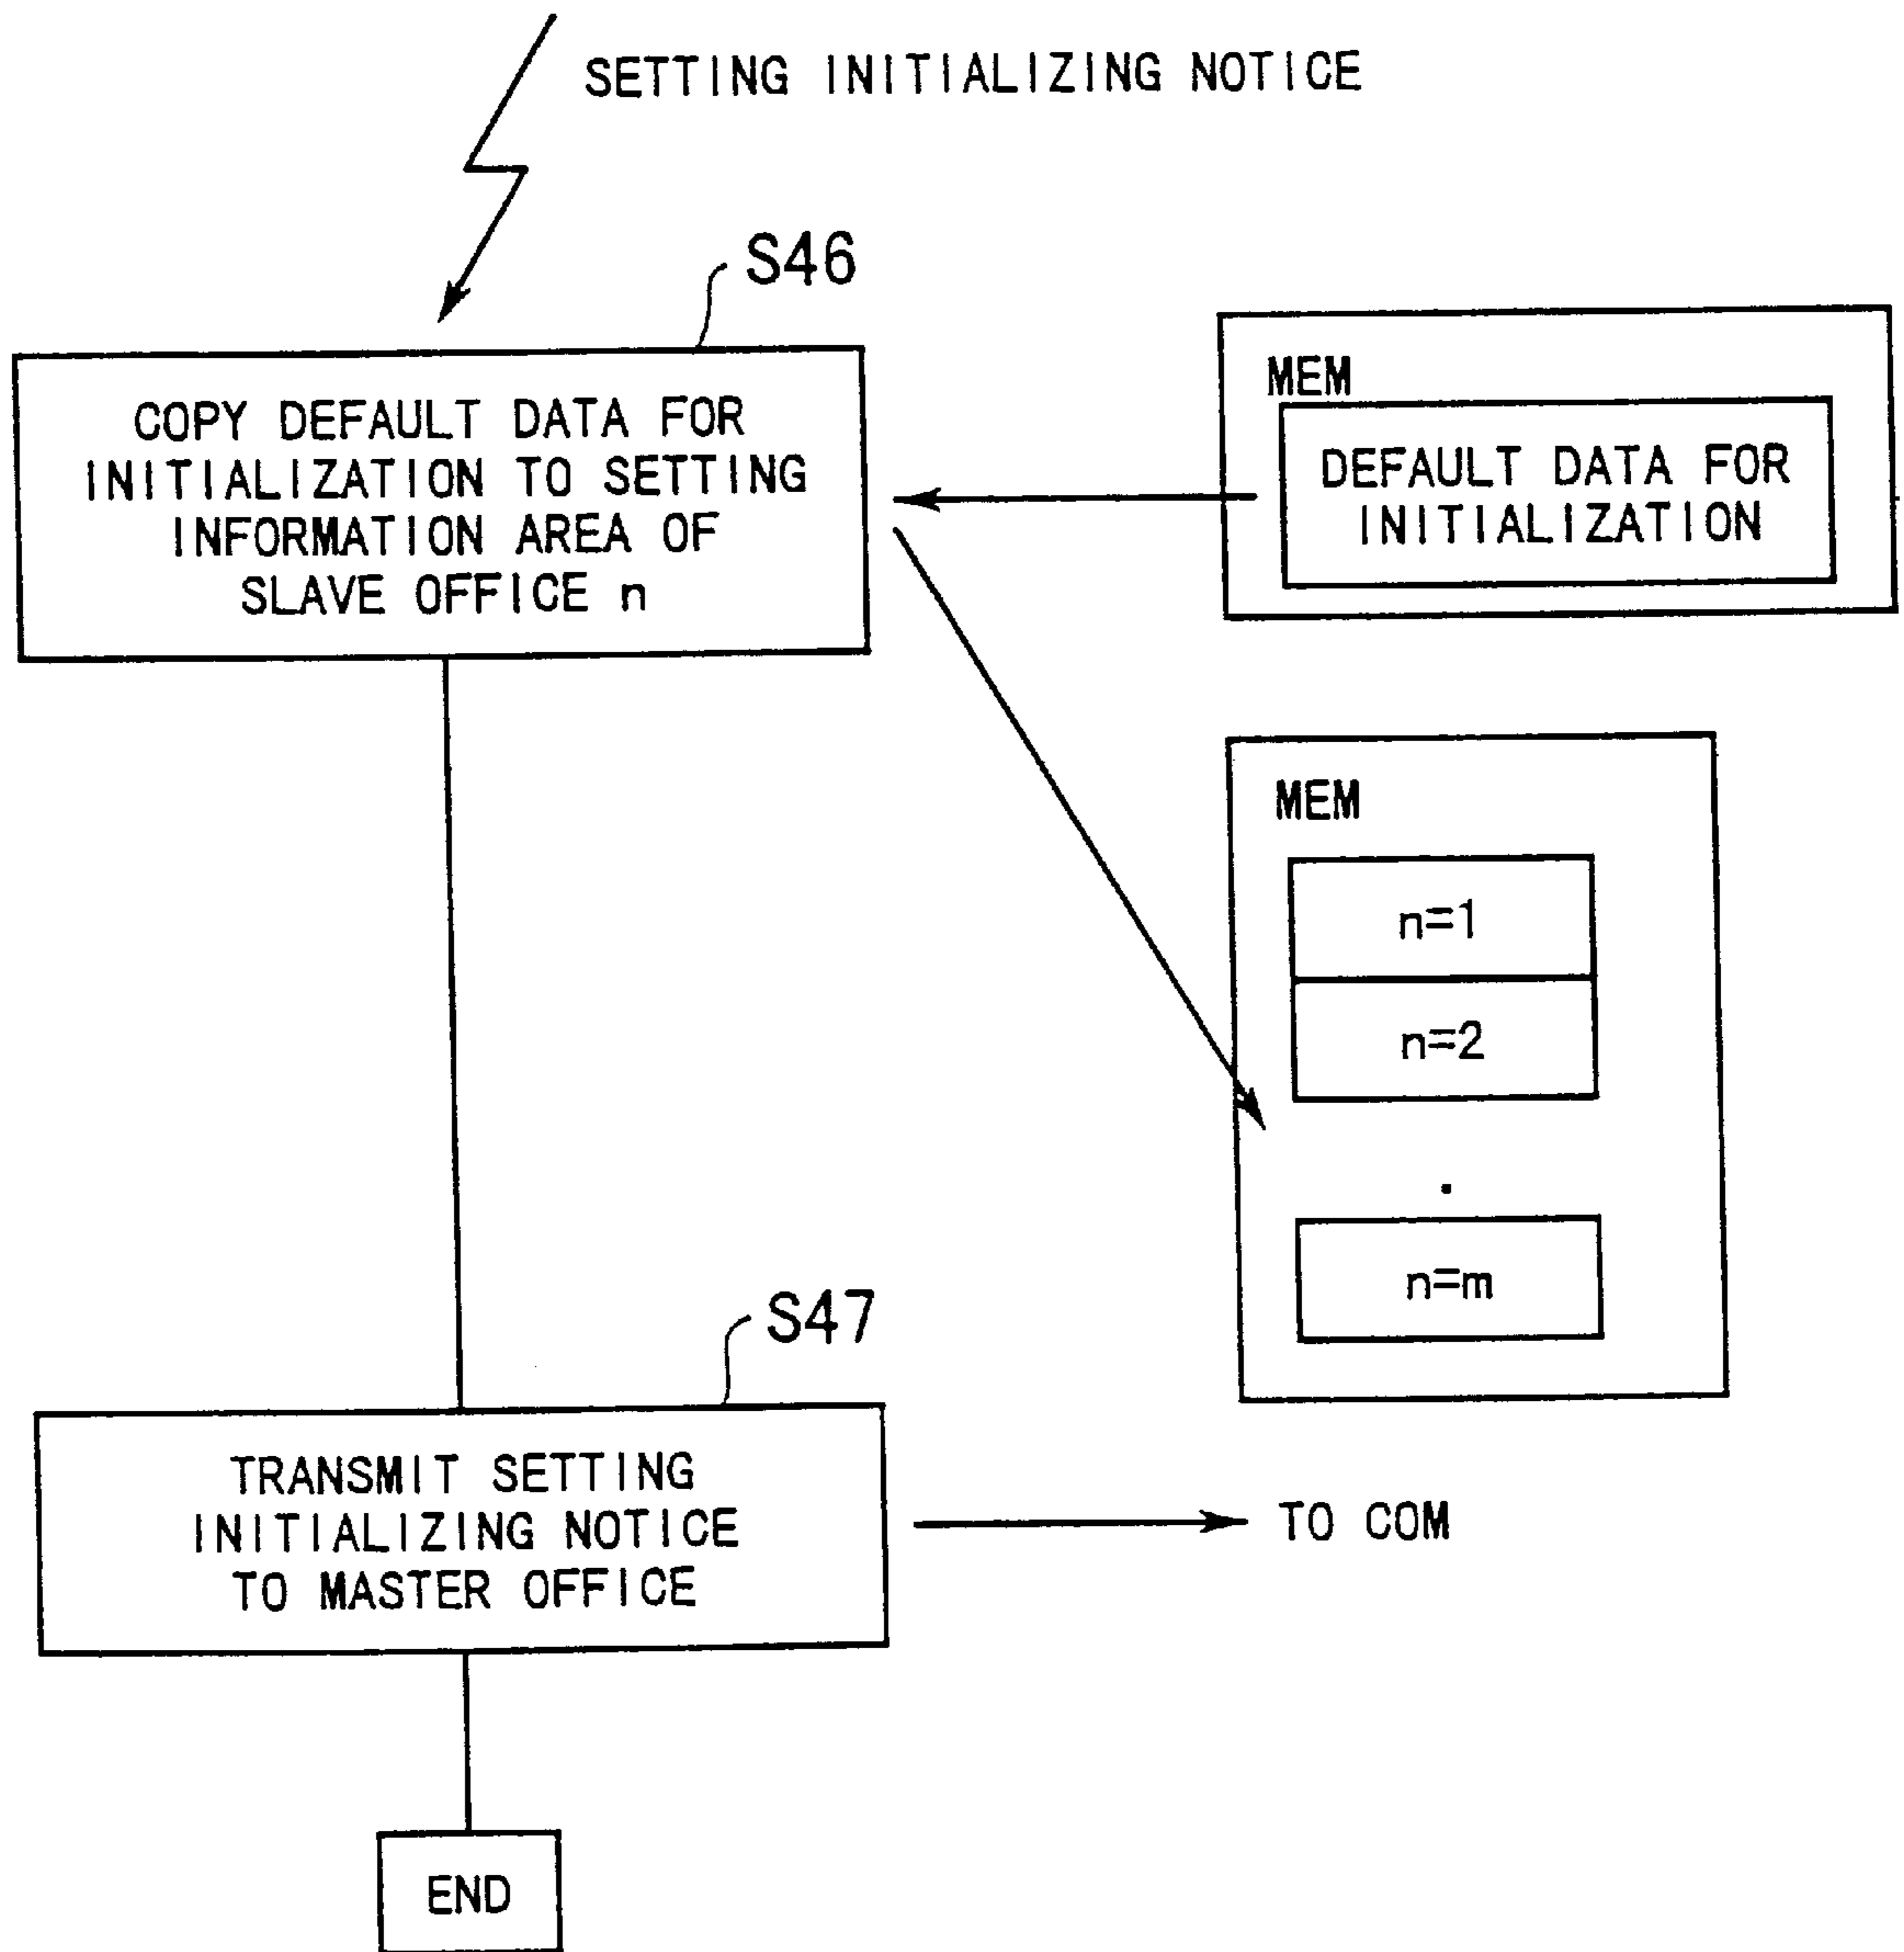 SETTING INITIALIZING NOTICE
S46
COPY DEFAULT DATA FOR
INITIALIZATION TO SETTING
INFORMATION AREA OF
SLAVE OFFICE n
MEM
DEFAULT DATA FOR
INITIALIZATION
MEM
n=1
n=2
.
n=m
S47
TRANSMIT SETTING
INITIALIZING NOTICE
TO MASTER OFFICE
TO COM
END